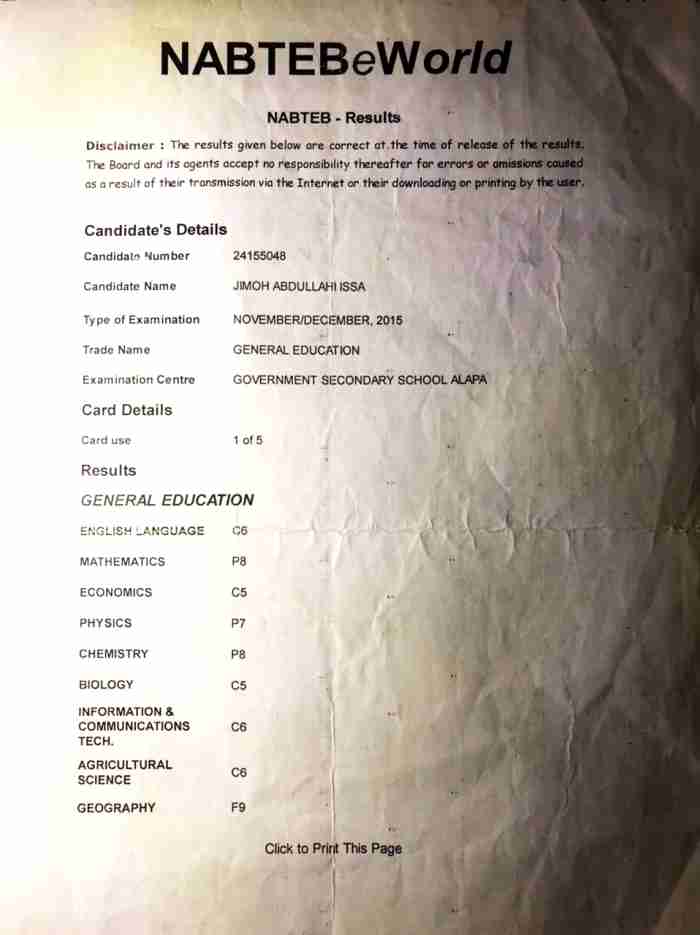 NABTEBeWorld
NABTEB - Results
Disclaimer : The results given below are correct at the time of release of the results.
The Board and its agents accept no responsibility thereafter for errors or omissions caused
as a result of their transmission via the Internet or their downloading or printing by the user.
Candidate's Details
Candidate Number 24155048
Candidate Name JIMOH ABDULLAHI ISSA
Type of Examination NOVEMBER/DECEMBER, 2015
Trade Name GENERAL EDUCATION
Examination Centre GOVERNMENT SECONDARY SCHOOL ALAPA
Card Details
Card use 1 of 5
Results
GENERAL EDUCATION
ENGLISH LANGUAGE C6
MATHEMATICS P8
ECONOMICS C5
PHYSICS P7
CHEMISTRY P8
BIOLOGY C5
INFORMATION &
COMMUNICATIONS C6
TECH.
AGRICULTURAL
SCIENCE C6
GEOGRAPHY F9
Click to Print This Page